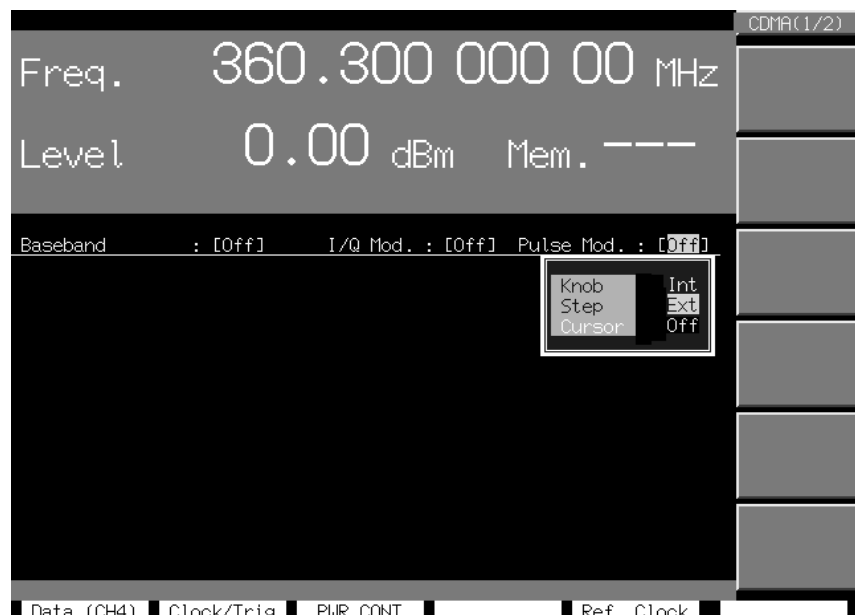 CDMA(1/2)
Freq. 360.300 000 00 MHz
Level 0.00 dBm Mem. ---
Baseband : [Off] I/Q Mod. : [Off] Pulse Mod. : [Off]
Knob Int
Step Ext
Cursor Off
Data (CH4) Clock/Trig PWR CONT Ref. Clock